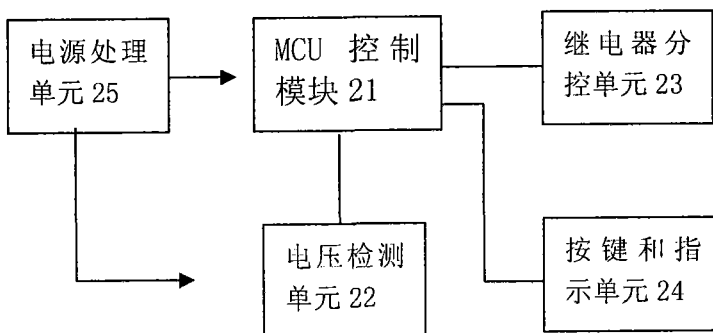 电源处理
单元 25
MCU 控制
模块 21
继电器分
控单元 23
电压检测
单元 22
按键和指
示单元 24